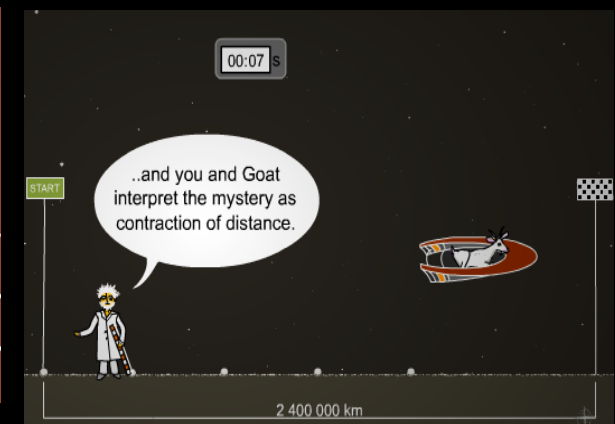 00:07 s
..and you and Goat
interpret the mystery as
contraction of distance.
START
2 400 000 km